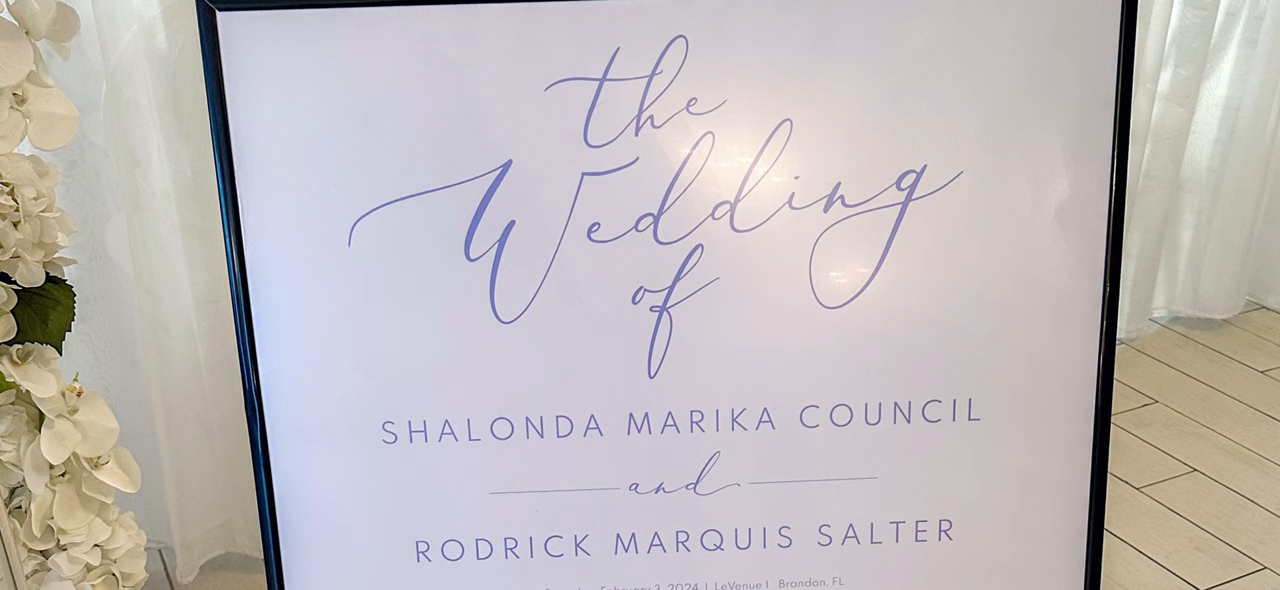 the
Wedding
of
SHALONDA MARIKA COUNCIL
and
RODRICK MARQUIS SALTER
February 3, 2024 | LeVenue | Brandon, FL